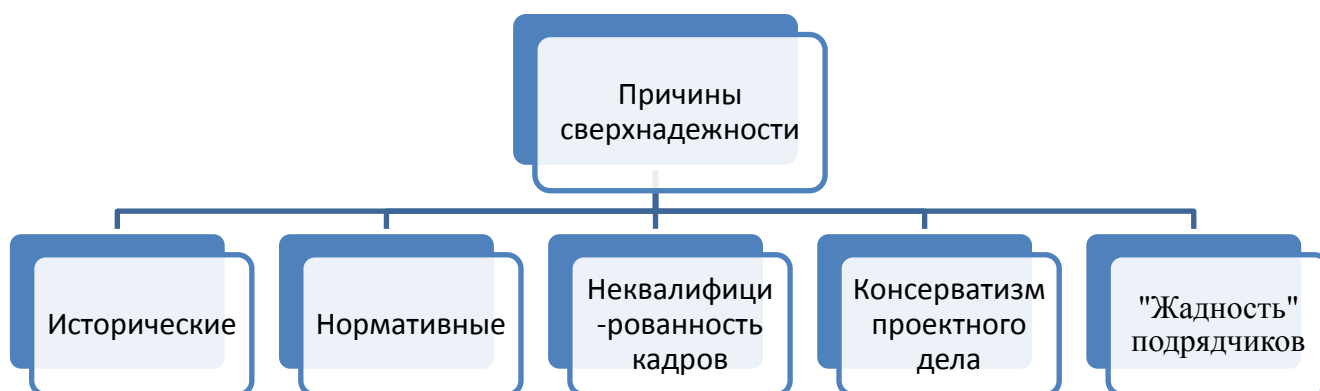 Причины
сверхнадежности
Исторические
Нормативные
Неквалифици
-рованность
кадров
Консерватизм
проектного
дела
"Жадность"
подрядчиков